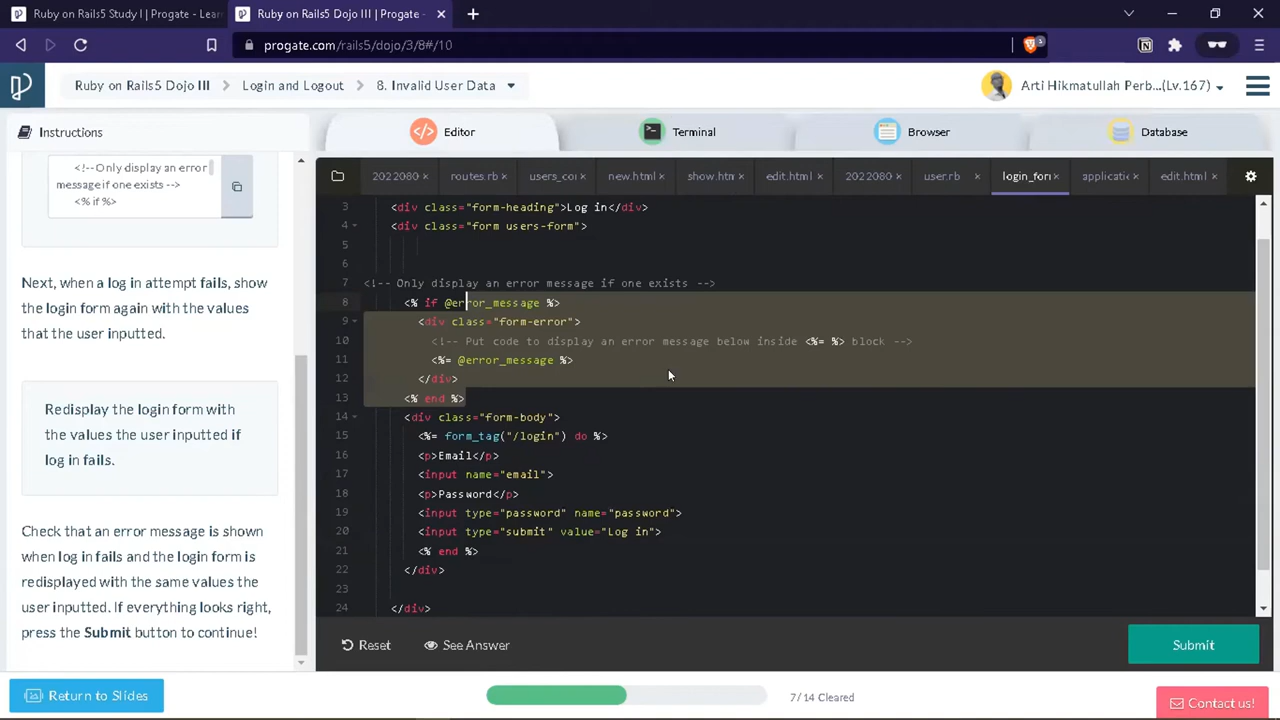 Ruby on Rails5 Study I | Progate - Lear
Ruby on Rails5 Dojo III | Progate -
progate.com/rails5/dojo/3/8#/10
Ruby on Rails5 Dojo III
Login and Logout
8. Invalid User Data
Arti Hikmatullah Perb...(Lv.167)
Instructions
Editor
Terminal
Browser
Database
<!--Only display an error
message if one exists -->
<% if %>
Next, when a log in attempt fails, show
the login form again with the values
that the user inputted.
Redisplay the login form with
the values the user inputted if
log in fails.
Check that an error message is shown
when log in fails and the login form is
redisplayed with the same values the
user inputted. If everything looks right,
press the Submit button to continue!
2022080
routes.rb
users_co
new.html
show.htm
edit.html
2022080
user.rb
login_for
applicati
edit.html
3 <div class="form-heading">Log in</div>
4 <div class="form users-form">
5
6
7 <!-- Only display an error message if one exists -->
8 <% if @error_message %>
9 <div class="form-error">
10 <!-- Put code to display an error message below inside <%= %> block -->
11 <%= @error_message %>
12 </div>
13 <% end %>
14 <div class="form-body">
15 <%= form_tag("/login") do %>
16 <p>Email</p>
17 <input name="email">
18 <p>Password</p>
19 <input type="password" name="password">
20 <input type="submit" value="Log in">
21 <% end %>
22 </div>
23
24 </div>
Reset
See Answer
Submit
Return to Slides
7/14 Cleared
Contact us!